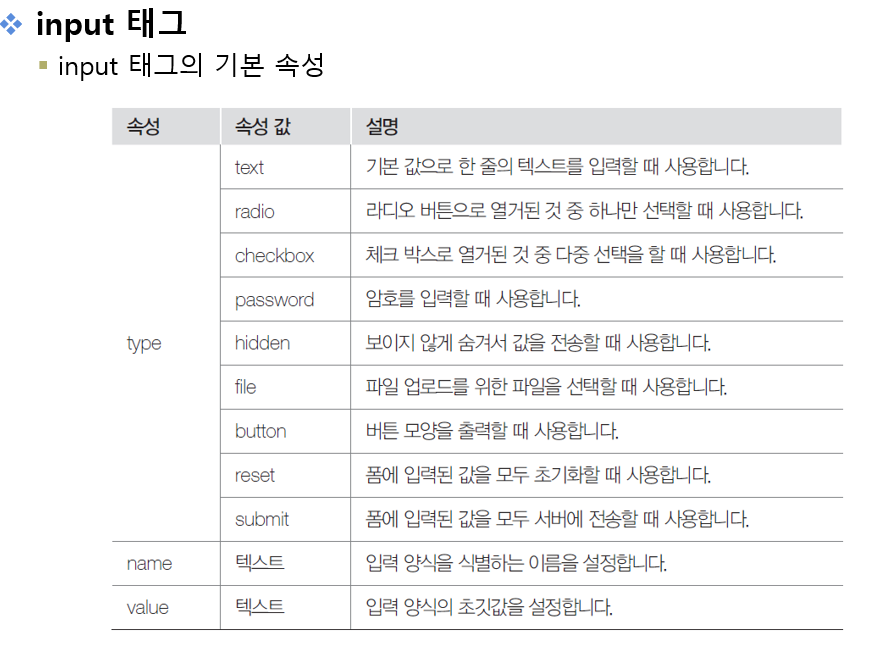 input 태그
input 태그의 기본 속성
속성 속성 값 설명
text 기본 값으로 한 줄의 텍스트를 입력할 때 사용합니다.
radio 라디오 버튼으로 열거된 것 중 하나만 선택할 때 사용합니다.
checkbox 체크 박스로 열거된 것 중 다중 선택을 할 때 사용합니다.
password 암호를 입력할 때 사용합니다.
type hidden 보이지 않게 숨겨서 값을 전송할 때 사용합니다.
file 파일 업로드를 위한 파일을 선택할 때 사용합니다.
button 버튼 모양을 출력할 때 사용합니다.
reset 폼에 입력된 값을 모두 초기화할 때 사용합니다.
submit 폼에 입력된 값을 모두 서버에 전송할 때 사용합니다.
name 텍스트 입력 양식을 식별하는 이름을 설정합니다.
value 텍스트 입력 양식의 초깃값을 설정합니다.